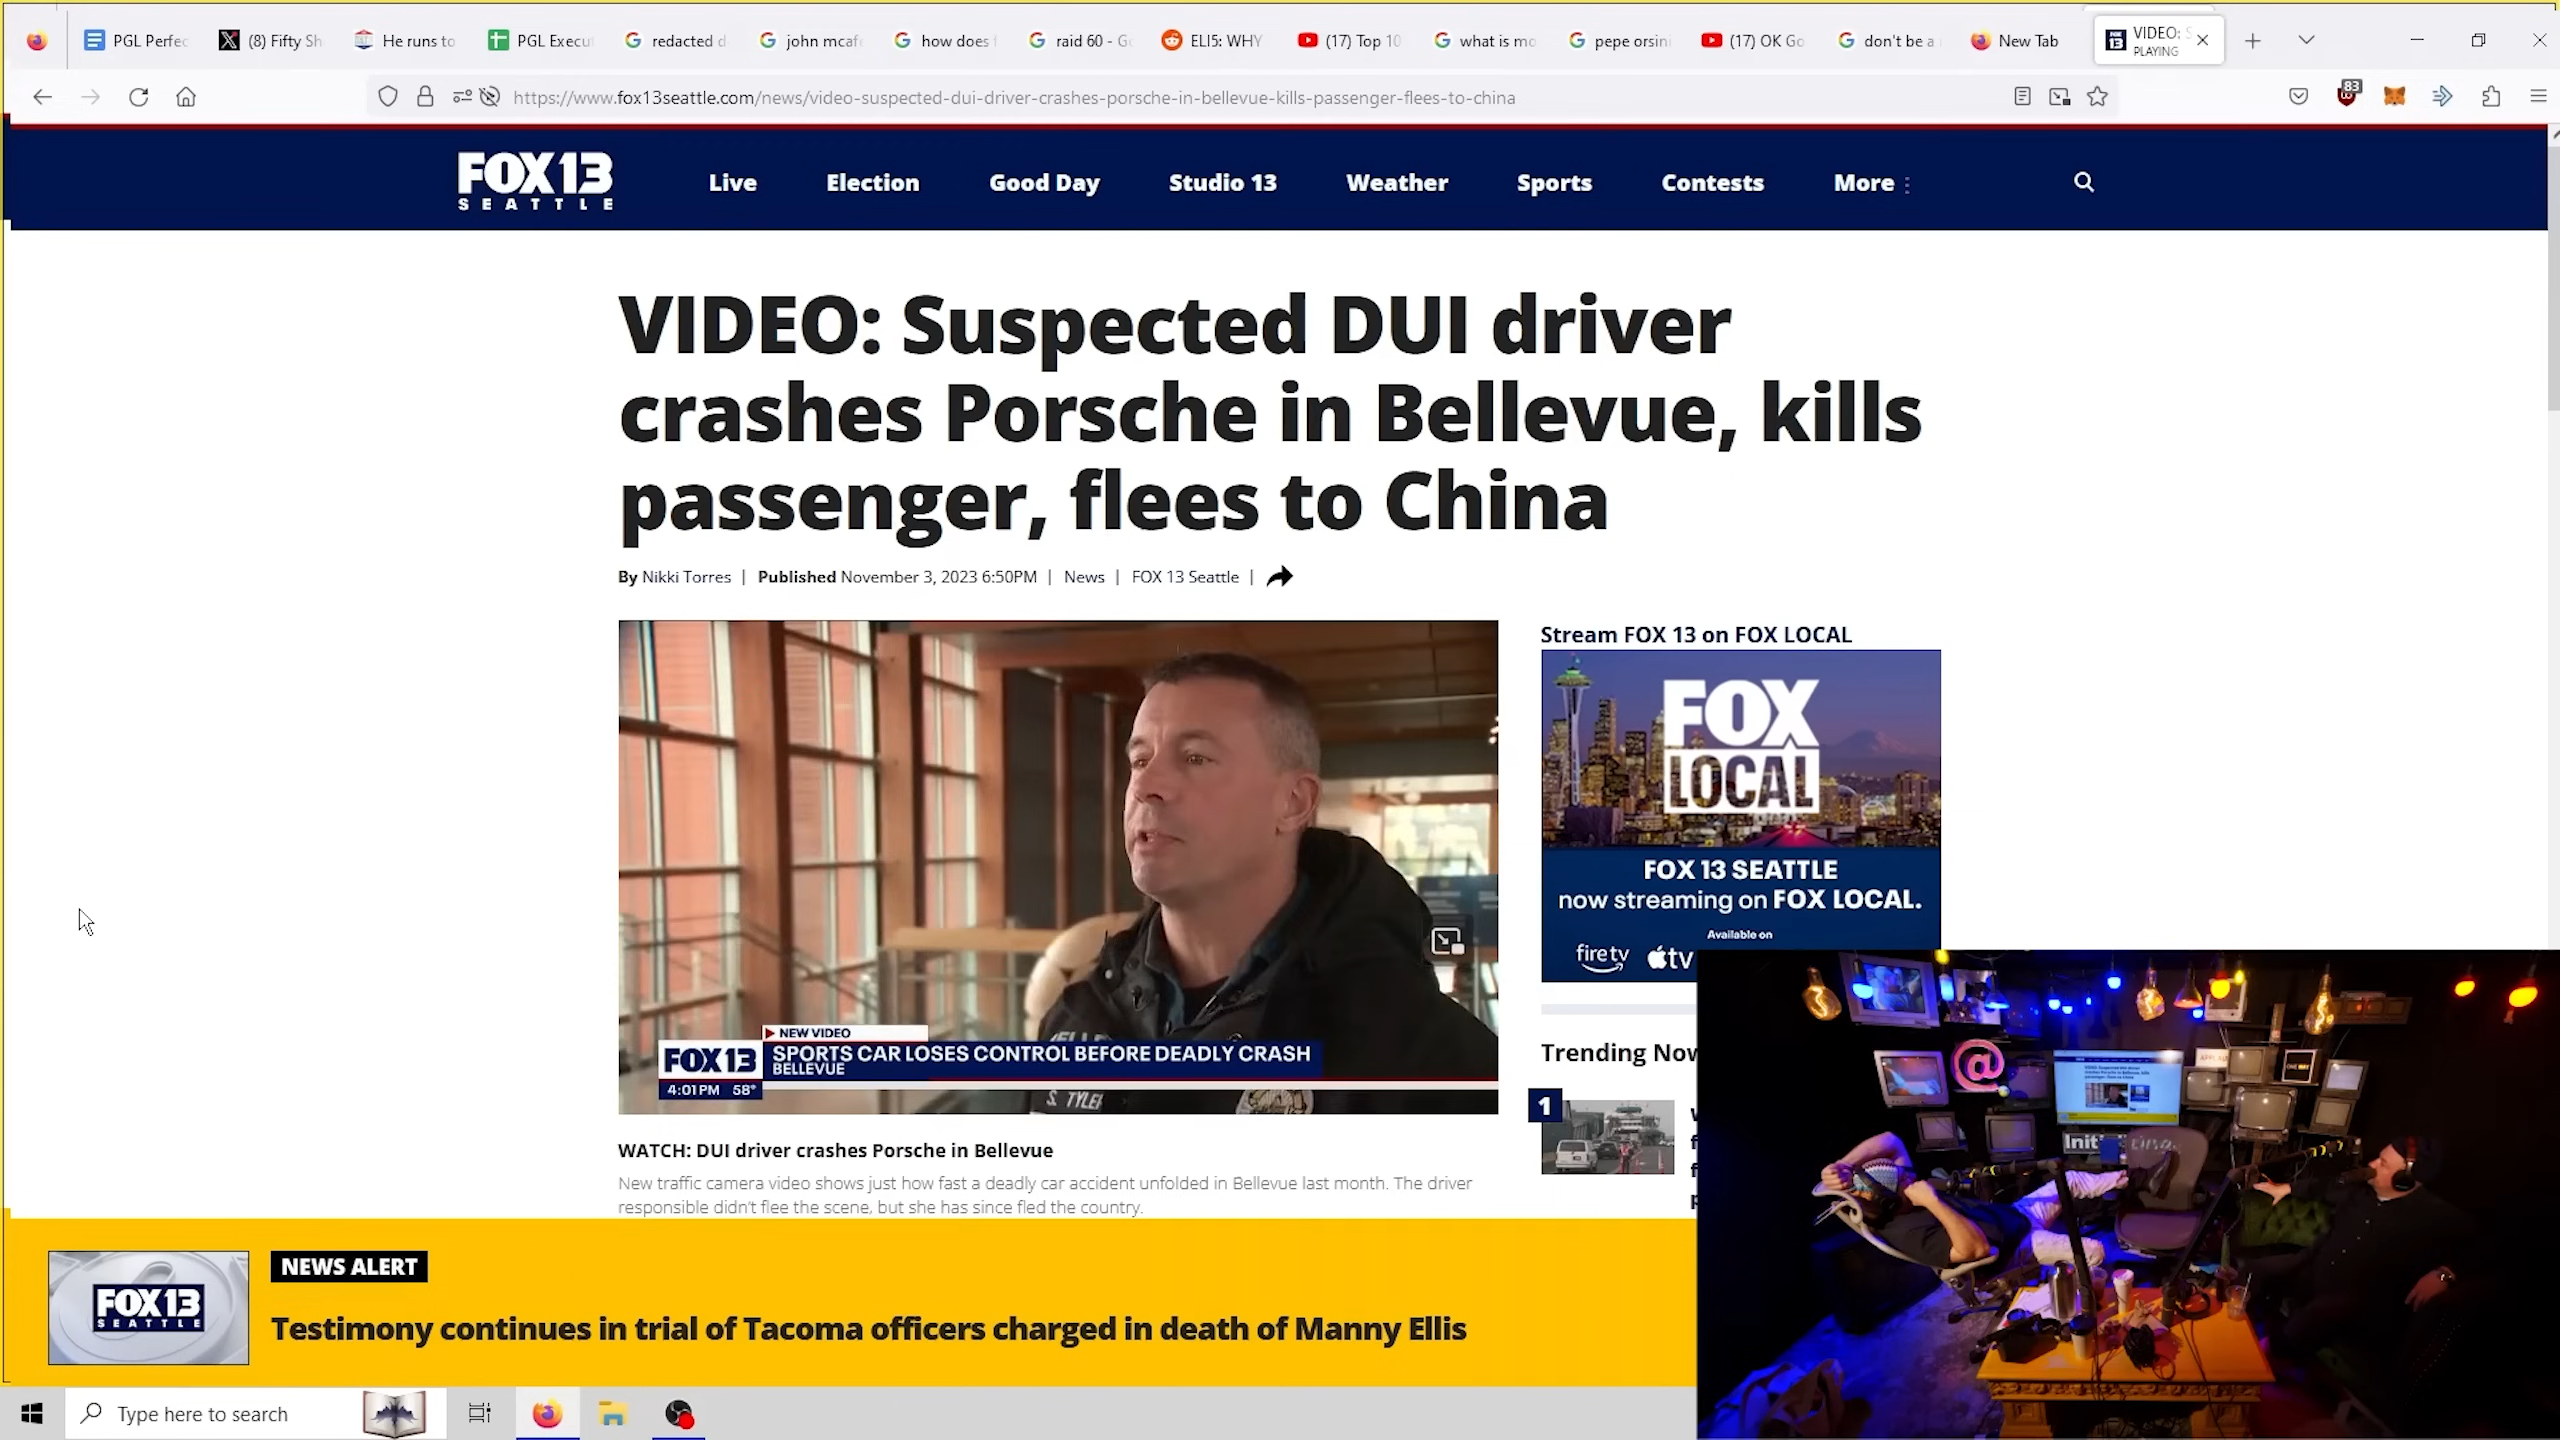 PGL Perfec
(8) Fifty Sh
He runs to
PGL Execu
redacted d
john mcaf
how does
raid 60 - G
ELI5: WHY
(17) Top 10
what is mo
pepe orsin
(17) OK Go
don't be a
New Tab
VIDEO: S
PLAYING
https://www.fox13seattle.com/news/video-suspected-dui-driver-crashes-porsche-in-bellevue-kills-passenger-flees-to-china
83
FOX 13
SEATTLE
Live
Election
Good Day
Studio 13
Weather
Sports
Contests
More
VIDEO: Suspected DUI driver
crashes Porsche in Bellevue, kills
passenger, flees to China
By Nikki Torres | Published November 3, 2023 6:50PM | News | FOX 13 Seattle |
NEW VIDEO
FOX 13
SPORTS CAR LOSES CONTROL BEFORE DEADLY CRASH
BELLEVUE
4:01PM 58°
S. TYLER
Stream FOX 13 on FOX LOCAL
FOX
LOCAL
FOX 13 SEATTLE
now streaming on FOX LOCAL.
Available on
firetv
tv
Trending Now
1
WATCH: DUI driver crashes Porsche in Bellevue
New traffic camera video shows just how fast a deadly car accident unfolded in Bellevue last month. The driver
responsible didn't flee the scene, but she has since fled the country.
@
ONE WAY
FOX 13
SEATTLE
NEWS ALERT
Testimony continues in trial of Tacoma officers charged in death of Manny Ellis
Type here to search